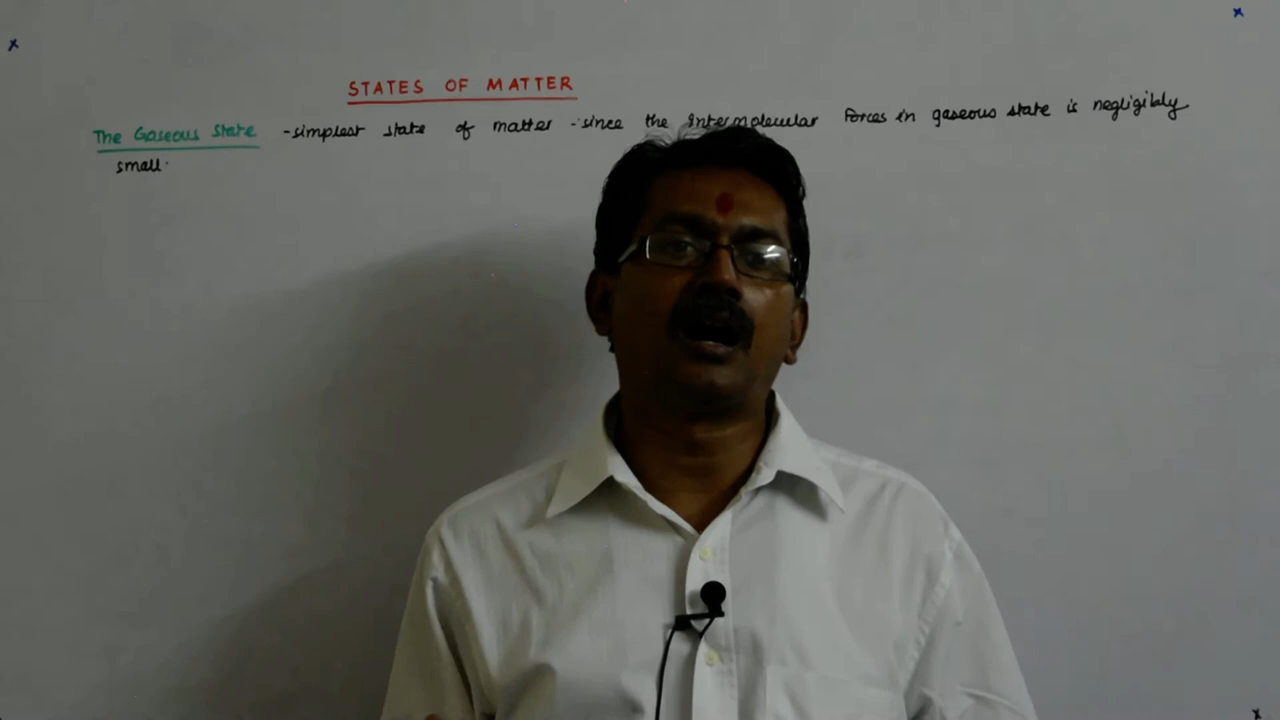 STATES OF MATTER
The Gaseous State - simplest state of matter - since the intermolecular forces in gaseous state is negligibly
small.